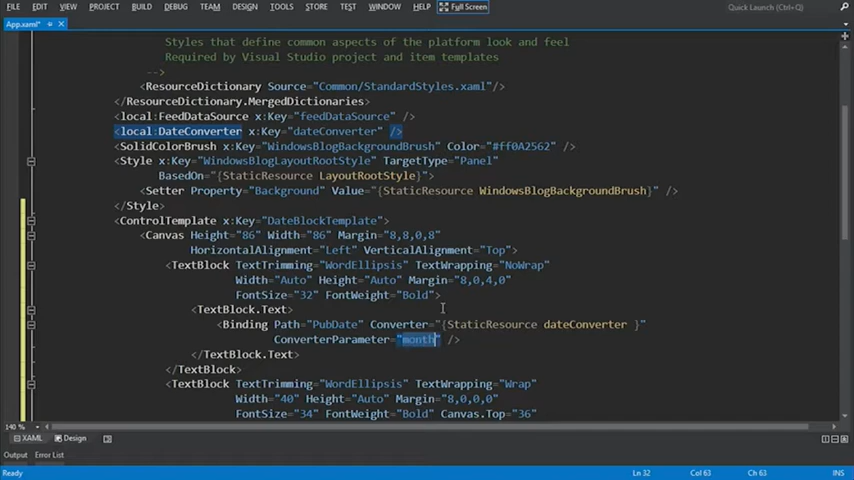 FILE EDIT VIEW PROJECT BUILD DEBUG TEAM DESIGN TOOLS STORE TEST WINDOW HELP Full Screen Quick Launch (Ctrl+Q)
App.xaml*
Styles that define common aspects of the platform look and feel
Required by Visual Studio project and item templates
-->
<ResourceDictionary Source="Common/StandardStyles.xaml"/>
</ResourceDictionary.MergedDictionaries>
<local:FeedDataSource x:Key="feedDataSource" />
<local:DateConverter x:Key="dateConverter" />
<SolidColorBrush x:Key="WindowsBlogBackgroundBrush" Color="#ff0A2562" />
<Style x:Key="WindowsBlogLayoutRootStyle" TargetType="Panel"
BasedOn="{StaticResource LayoutRootStyle}">
<Setter Property="Background" Value="{StaticResource WindowsBlogBackgroundBrush}" />
</Style>
<ControlTemplate x:Key="DateBlockTemplate">
<Canvas Height="86" Width="86" Margin="8,8,0,8"
HorizontalAlignment="Left" VerticalAlignment="Top">
<TextBlock TextTrimming="WordEllipsis" TextWrapping="NoWrap"
Width="Auto" Height="Auto" Margin="8,0,4,0"
FontSize="32" FontWeight="Bold">
<TextBlock.Text>
<Binding Path="PubDate" Converter="{StaticResource dateConverter }"
ConverterParameter="month" />
</TextBlock.Text>
</TextBlock>
<TextBlock TextTrimming="WordEllipsis" TextWrapping="Wrap"
Width="40" Height="Auto" Margin="8,0,0,0"
FontSize="34" FontWeight="Bold" Canvas.Top="36"
140 %
XAML Design
Output Error List
Ready Ln 32 Col 63 Ch 63 INS